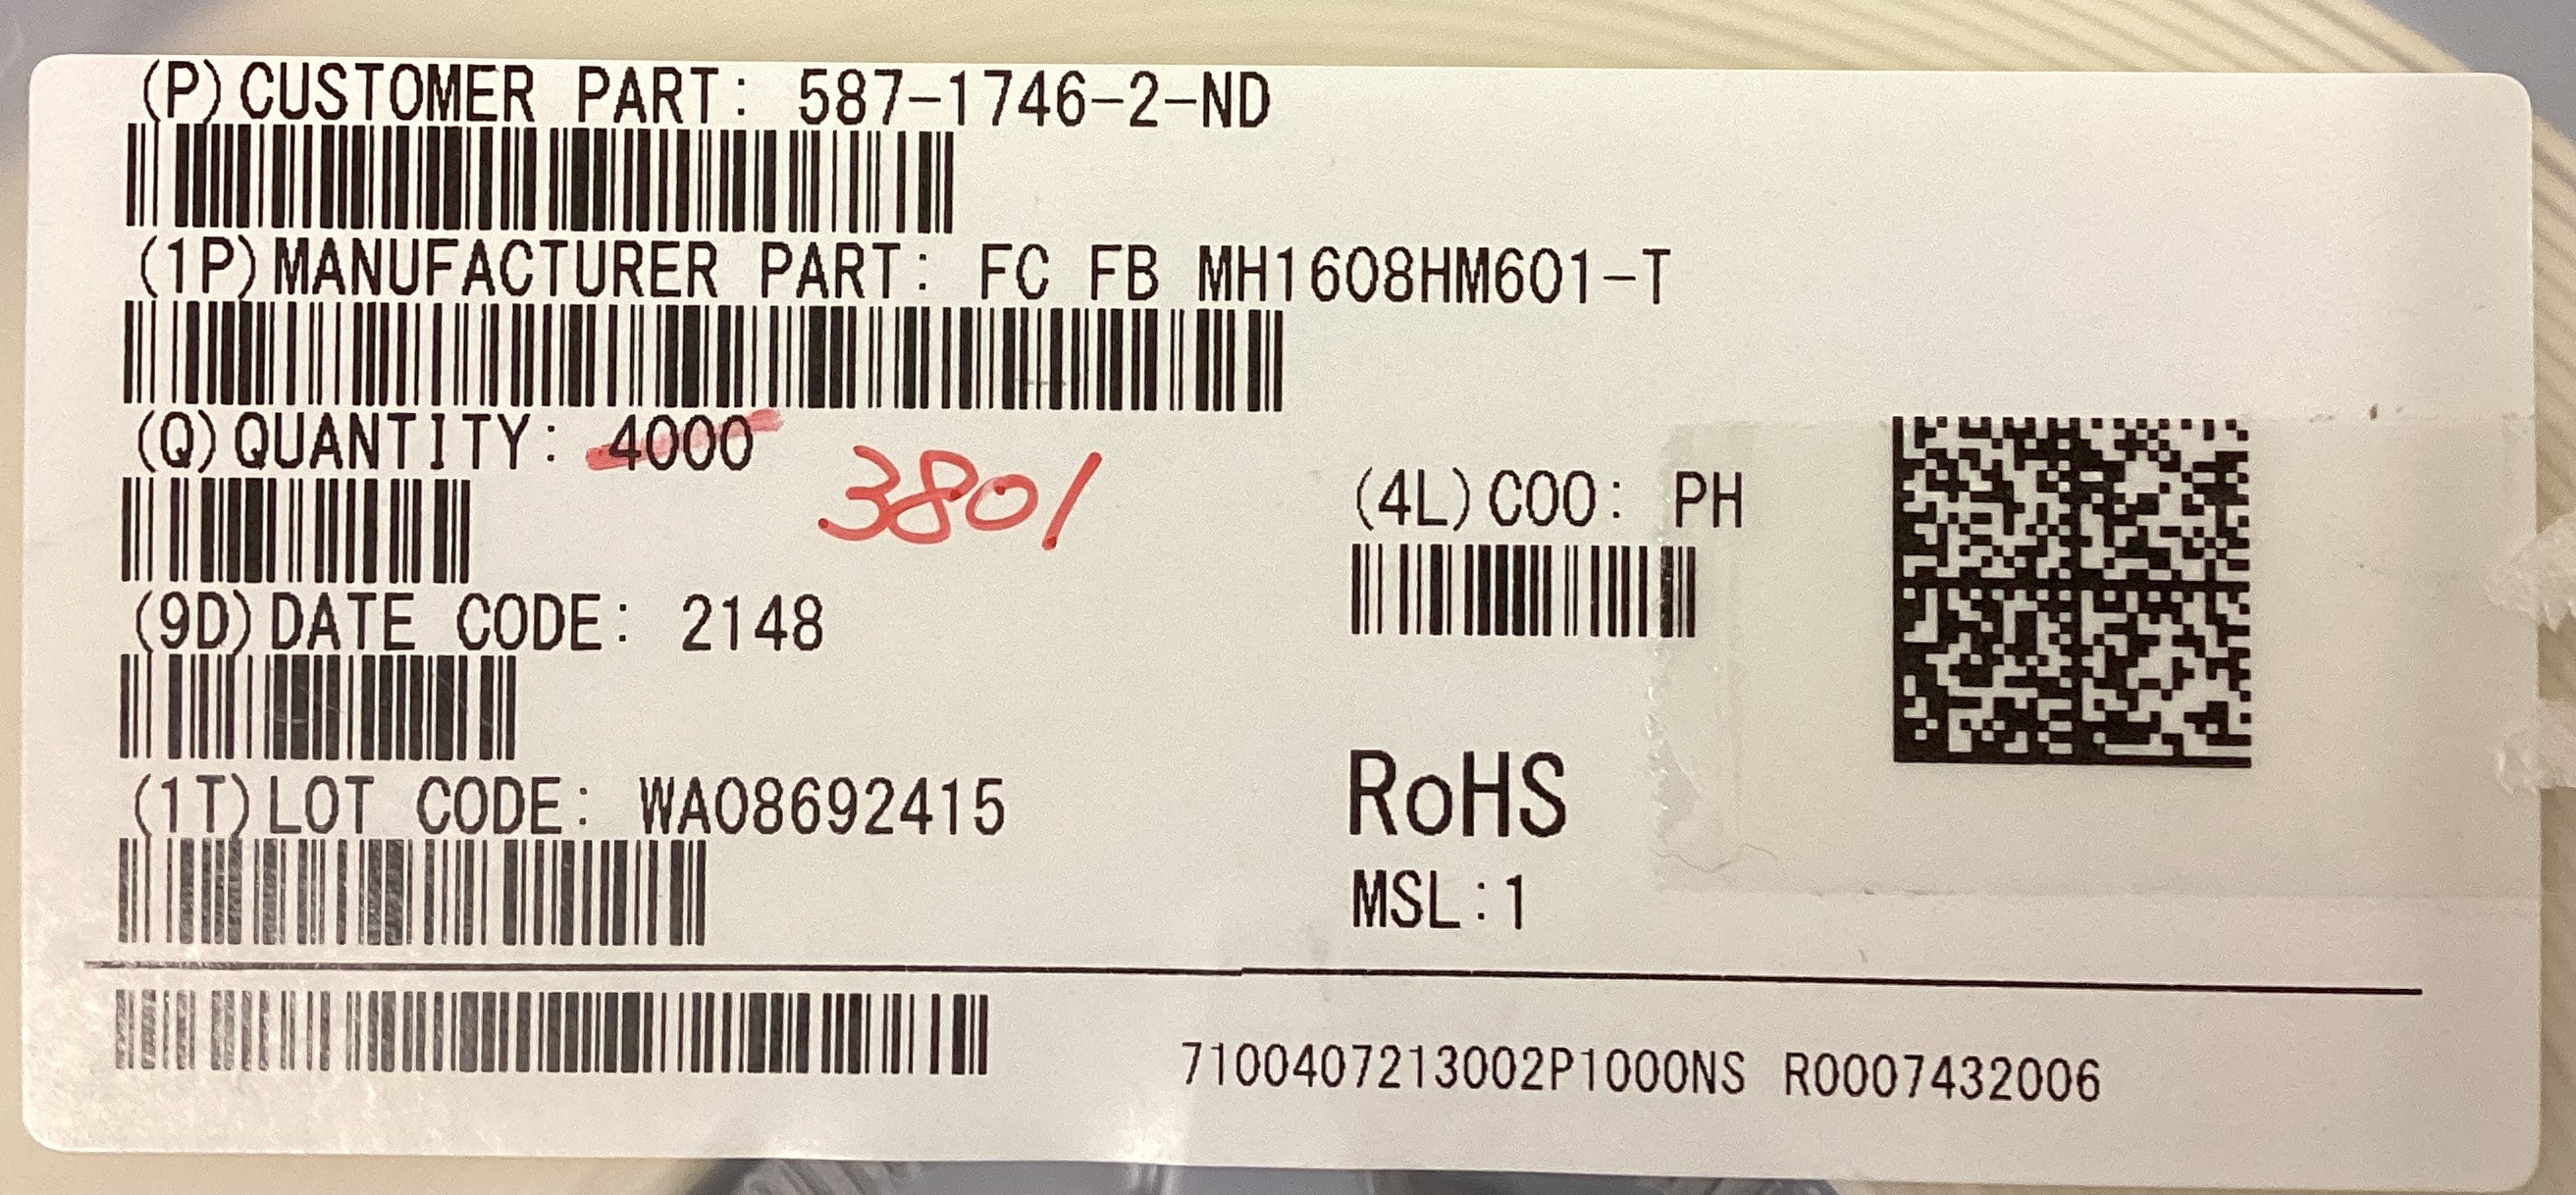 (P)CUSTOMER PART: 587-1746-2-ND
(1P)MANUFACTURER PART: FC FB MH1608HM601-T
(Q)QUANTITY: 4000
3801
(4L)COO: PH
(9D)DATE CODE: 2148
(1T)LOT CODE: WA08692415
RoHS
MSL:1
7100407213002P1000NS R0007432006